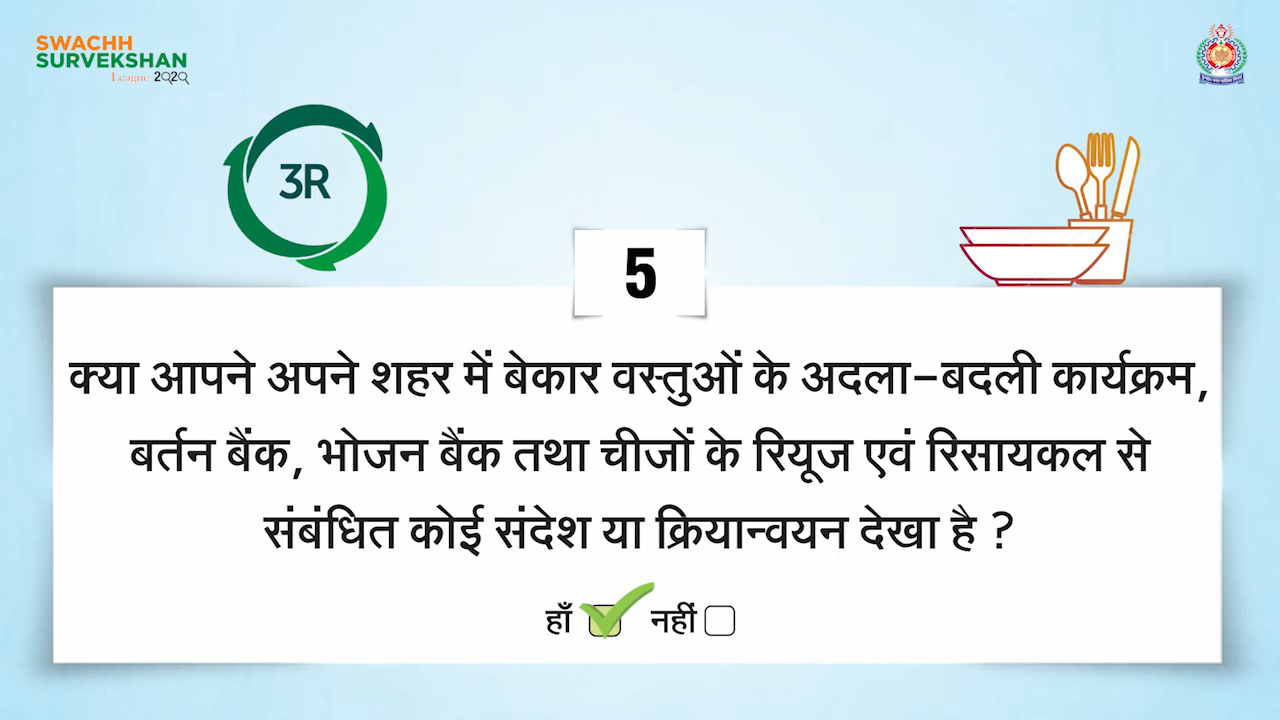 SWACHH
SURVEKSHAN
League 2020
3R
5
क्या आपने अपने शहर में बेकार वस्तुओं के अदला–बदली कार्यक्रम,
बर्तन बैंक, भोजन बैंक तथा चीजों के रियूज एवं रिसायकल से
संबंधित कोई संदेश या क्रियान्वयन देखा है ?
हाँ नहीं